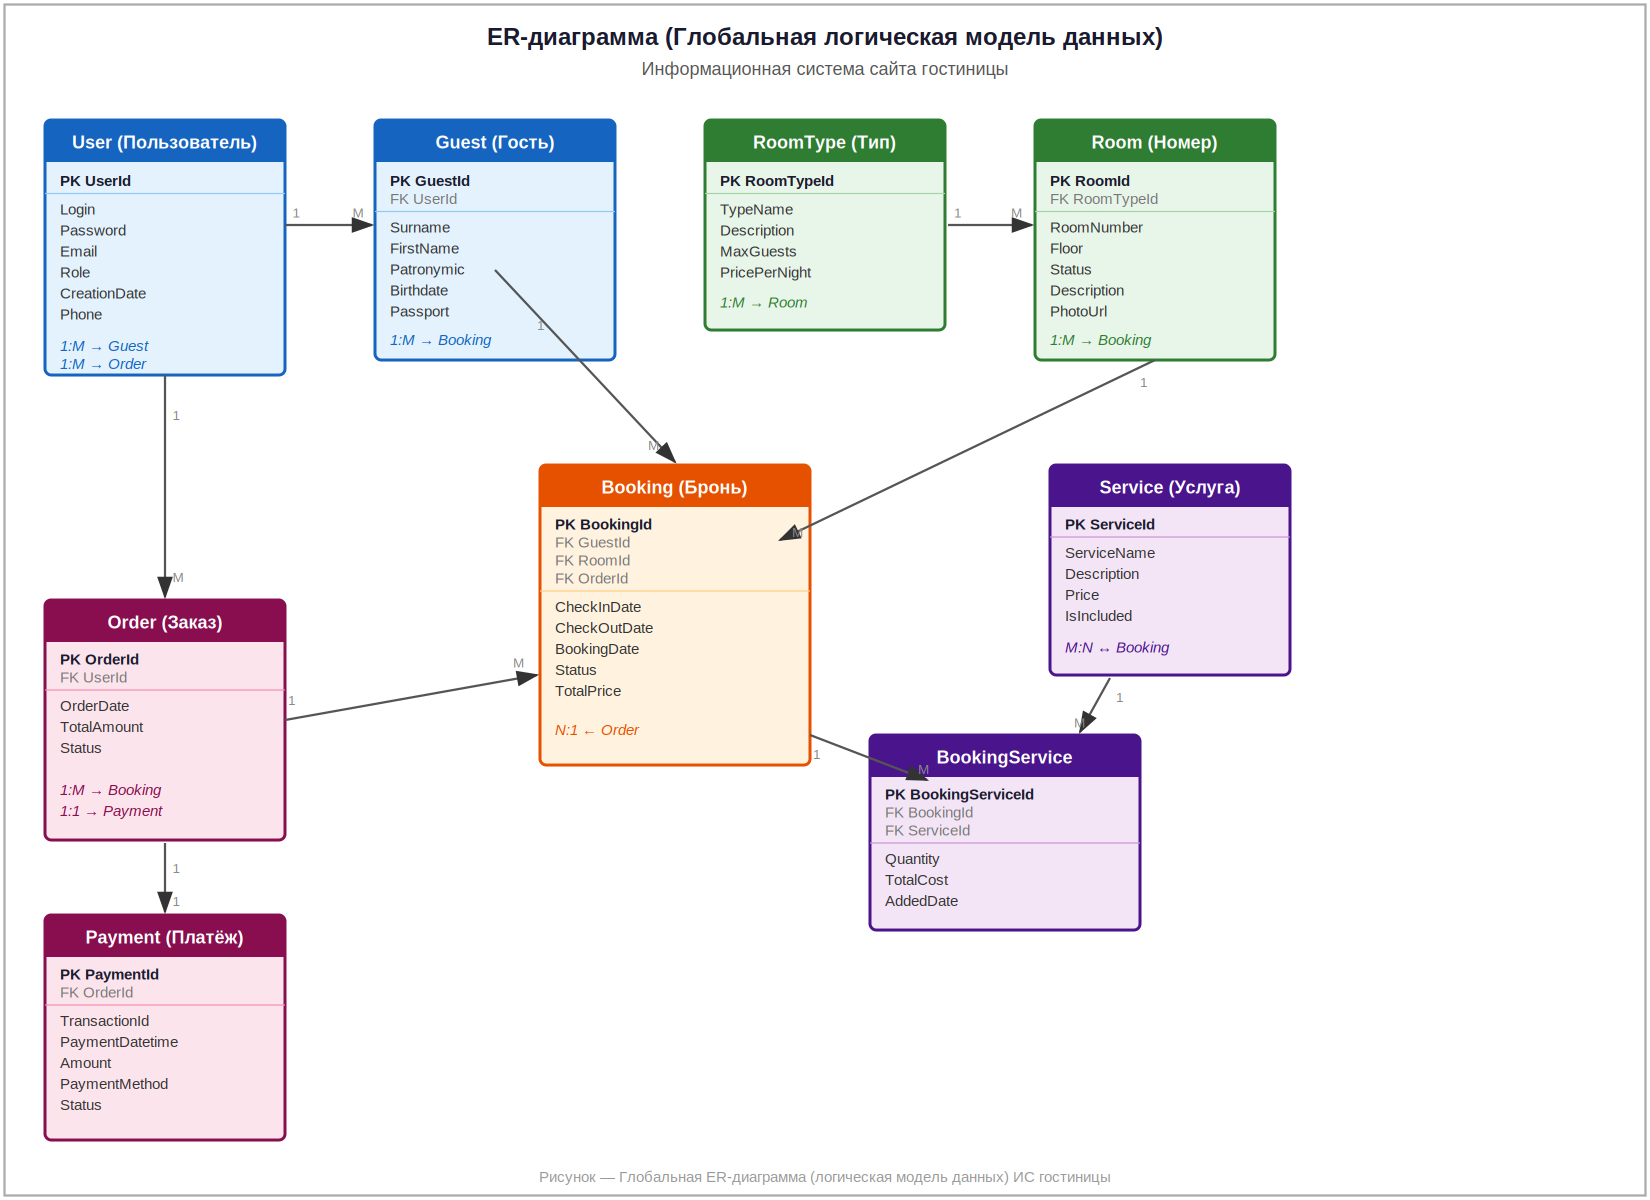 ER-диаграмма (Глобальная логическая модель данных)
Информационная система сайта гостиницы
User (Пользователь)
PK UserId
Login
Password
Email
Role
CreationDate
Phone
1:M → Guest
1:M → Order
1
M
Guest (Гость)
PK GuestId
FK UserId
Surname
FirstName
Patronymic
Birthdate
Passport
1:M → Booking
1
M
RoomType (Тип)
PK RoomTypeId
TypeName
Description
MaxGuests
PricePerNight
1:M → Room
1
M
Room (Номер)
PK RoomId
FK RoomTypeId
RoomNumber
Floor
Status
Description
PhotoUrl
1:M → Booking
1
M
1
M
Booking (Бронь)
PK BookingId
FK GuestId
FK RoomId
FK OrderId
CheckInDate
CheckOutDate
BookingDate
Status
TotalPrice
N:1 ← Order
Service (Услуга)
PK ServiceId
ServiceName
Description
Price
IsIncluded
M:N ↔ Booking
1
M
Order (Заказ)
PK OrderId
FK UserId
OrderDate
TotalAmount
Status
1:M → Booking
1:1 → Payment
1
M
1
M
BookingService
PK BookingServiceId
FK BookingId
FK ServiceId
Quantity
TotalCost
AddedDate
1
1
Payment (Платёж)
PK PaymentId
FK OrderId
TransactionId
PaymentDatetime
Amount
PaymentMethod
Status
Рисунок — Глобальная ER-диаграмма (логическая модель данных) ИС гостиницы